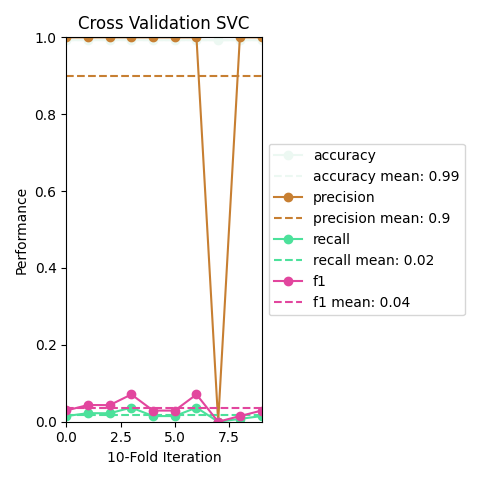 Cross Validation SVC
1.0
0.8
0.6
0.4
0.2
0.0
Performance
0.0
2.5
5.0
7.5
10-Fold Iteration
accuracy
accuracy mean: 0.99
precision
precision mean: 0.9
recall
recall mean: 0.02
f1
f1 mean: 0.04